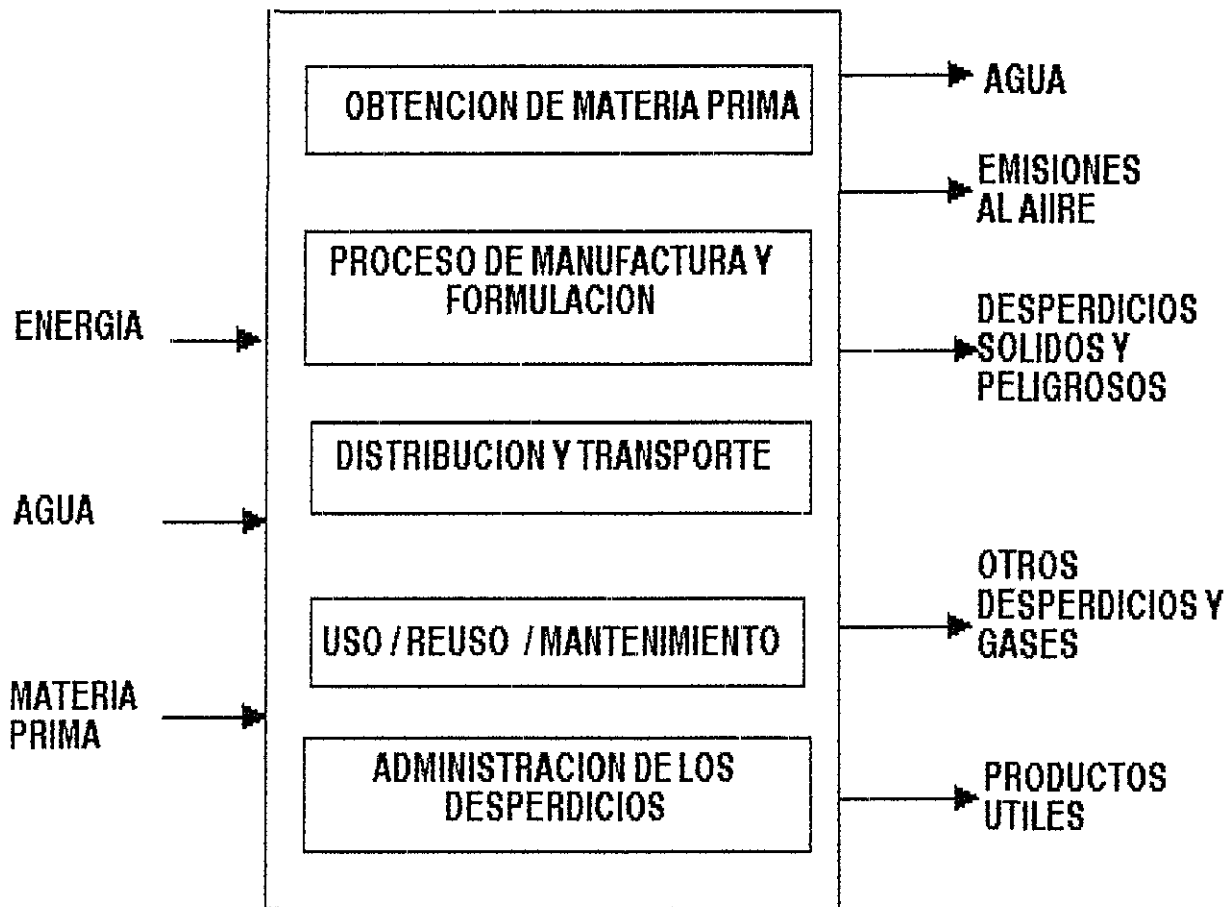 ENERGIA
AGUA
MATERIA
PRIMA
OBTENCION DE MATERIA PRIMA
PROCESO DE MANUFACTURA Y
FORMULACION
DISTRIBUCION Y TRANSPORTE
USO / REUSO / MANTENIMIENTO
ADMINISTRACION DE LOS
DESPERDICIOS
AGUA
EMISIONES
AL AIIRE
DESPERDICIOS
SOLIDOS Y
PELIGROSOS
OTROS
DESPERDICIOS Y
GASES
PRODUCTOS
UTILES